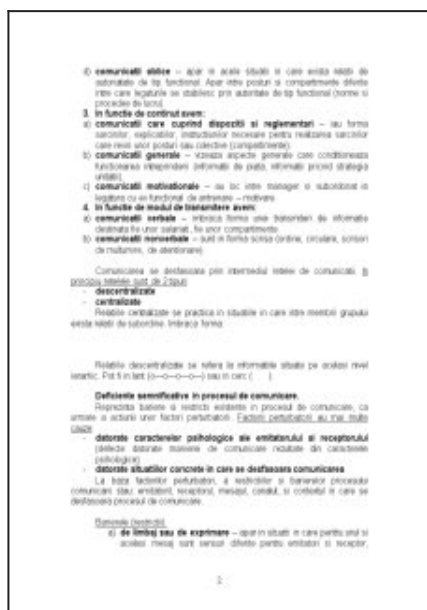 d) comunicatii oblice – apar in acele situatii in care exista relatii de
autoritate de tip functional. Apar intre posturi si compartimente diferite
intre care legaturile se stabilesc prin autoritate de tip functional (norme si
procedee de lucru).
3. In functie de continut avem:
a) comunicatii care cuprind dispozitii si reglementari – iau forma
sarcinilor, explicatiilor, instructiunilor necesare pentru realizarea sarcinilor
care revin unor posturi sau colective (compartimente).
b) comunicatii generale – vizeaza aspecte generale care conditioneaza
functionarea intreprinderii (informatii de piata, informatii privind strategia
unitatii).
c) comunicatii motivationale – au loc intre manager si subordonat in
legatura cu functional de antrenare – motivare.
4. In functie de modul de transmitere avem:
a) comunicatii verbale – imbraca forma unei transmiteri de informatie
destinata fie unor salariati, fie unor compartimente.
b) comunicatii nonverbale – sunt in forma scrisa (ordine, circulare, scrisori
de multumire, de atentionare).
Comunicarea se desfasoara prin intermediul retelei de comunicatii. In
principiu retelele sunt de 2 tipuri:
- descentralizate
- centralizate
Relatiile centralizate se practica in situatiile in care intre membrii grupului
exista relatii de subordine. Imbraca forma:
Relatiile descentralizate se refera la informatiile situate pe acelasi nivel
ierarhic. Pot fi in lant (o—o—o—o) sau in cerc ( ).
Deficiente semnificative in procesul de comunicare.
Reprezinta bariere si restrictii existente in procesul de comunicare, ca
urmare a actiunii unor factori perturbatori. Factorii perturbatori au mai multe
cauze:
- datorate caracterelor psihologice ale emitatorului si receptorului
(defecte datorate maniere de comunicare rezultate din caracterele
psihologice)
- datorate situatiilor concrete in care se desfasoara comunicarea
La baza factorilor perturbatori, a restrictiilor si barierelor procesului
comunicarii stau: emitatorii, receptorul, mesajul, canalul, si contextul in care se
desfasoara procesul de comunicare.
Barierele (restrictii):
a) de limbaj sau de exprimare – apar in situatii in care pentru unul si
acelasi mesaj sunt sensuri diferite pentru emitatori si receptor,
2